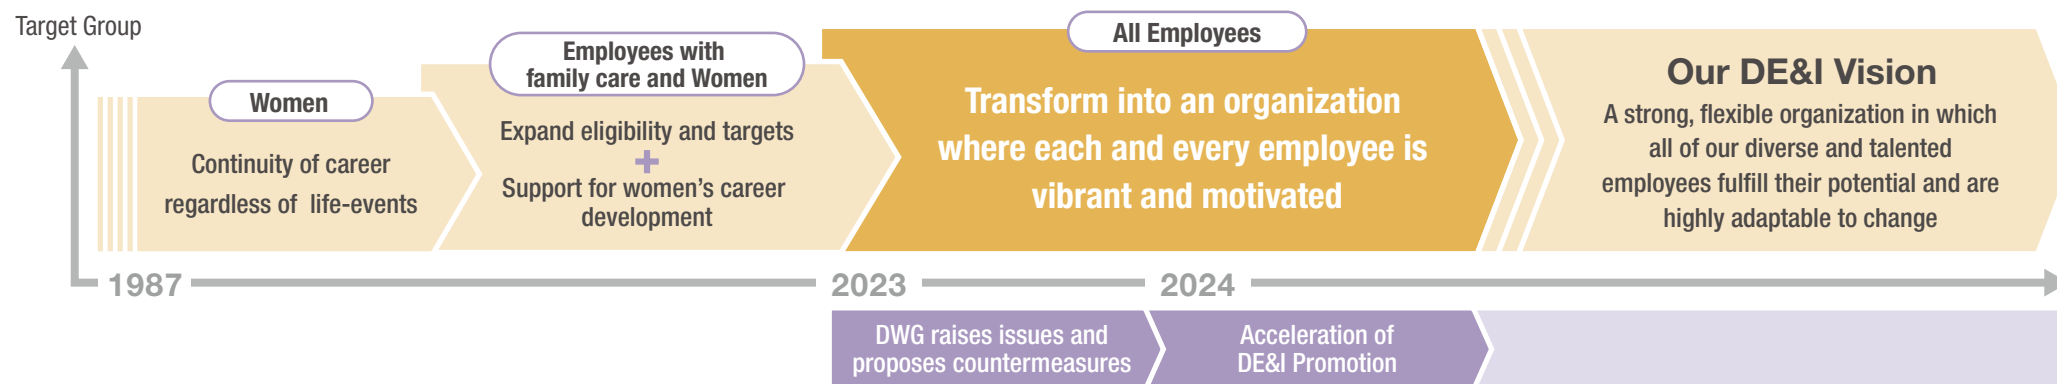 Target Group
Women
Continuity of career
regardless of life-events
Employees with
family care and Women
Expand eligibility and targets
+
Support for women's career
development
All Employees
Transform into an organization
where each and every employee is
vibrant and motivated
Our DE&I Vision
A strong, flexible organization in which
all of our diverse and talented
employees fulfill their potential and are
highly adaptable to change
1987
2023
2024
DWG raises issues and
proposes countermeasures
Acceleration of
DE&I Promotion